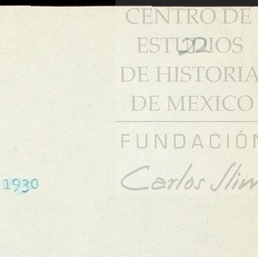 CENTRO DE
ESTUDIOS
22
DE HISTORIA
DE MEXICO
FUNDACIÓN
Carlos Slim
1930